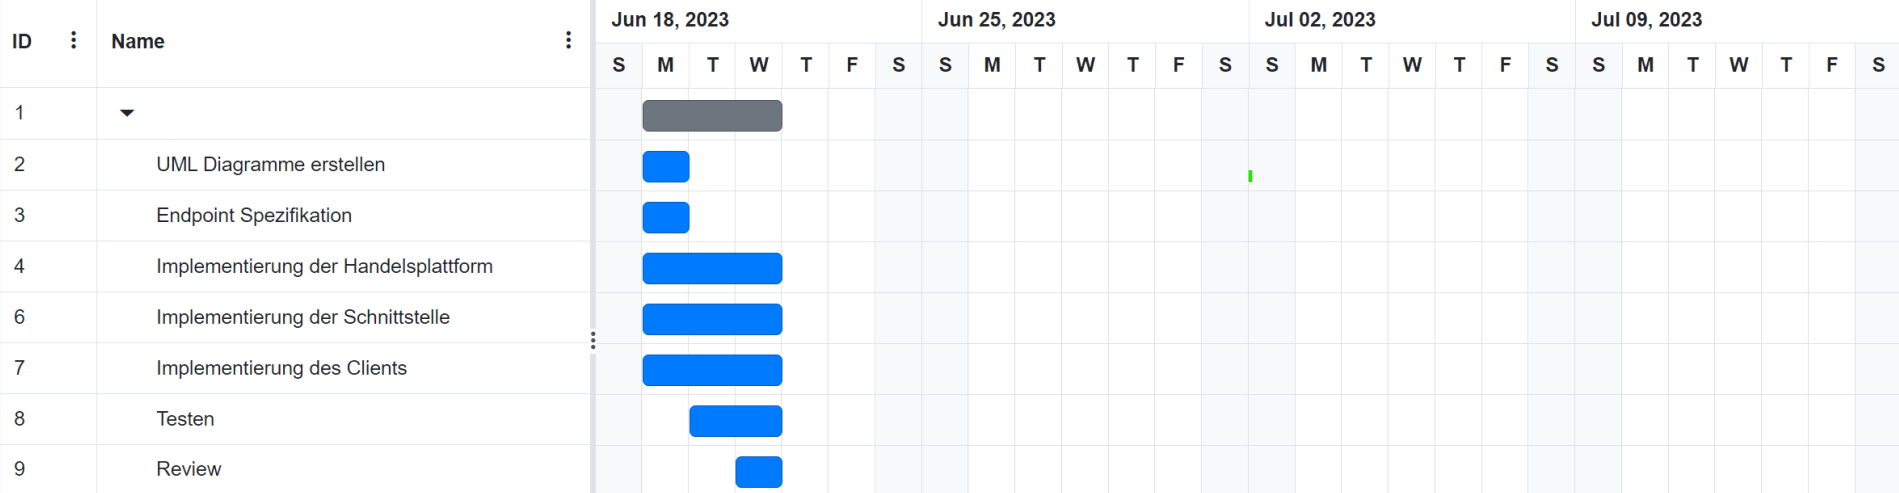 Jun 18, 2023 Jun 25, 2023 Jul 02, 2023 Jul 09, 2023
ID Name
S M T W T F S S M T W T F S S M T W T F S S M T W T F S
1
2 UML Diagramme erstellen
3 Endpoint Spezifikation
4 Implementierung der Handelsplattform
6 Implementierung der Schnittstelle
7 Implementierung des Clients
8 Testen
9 Review